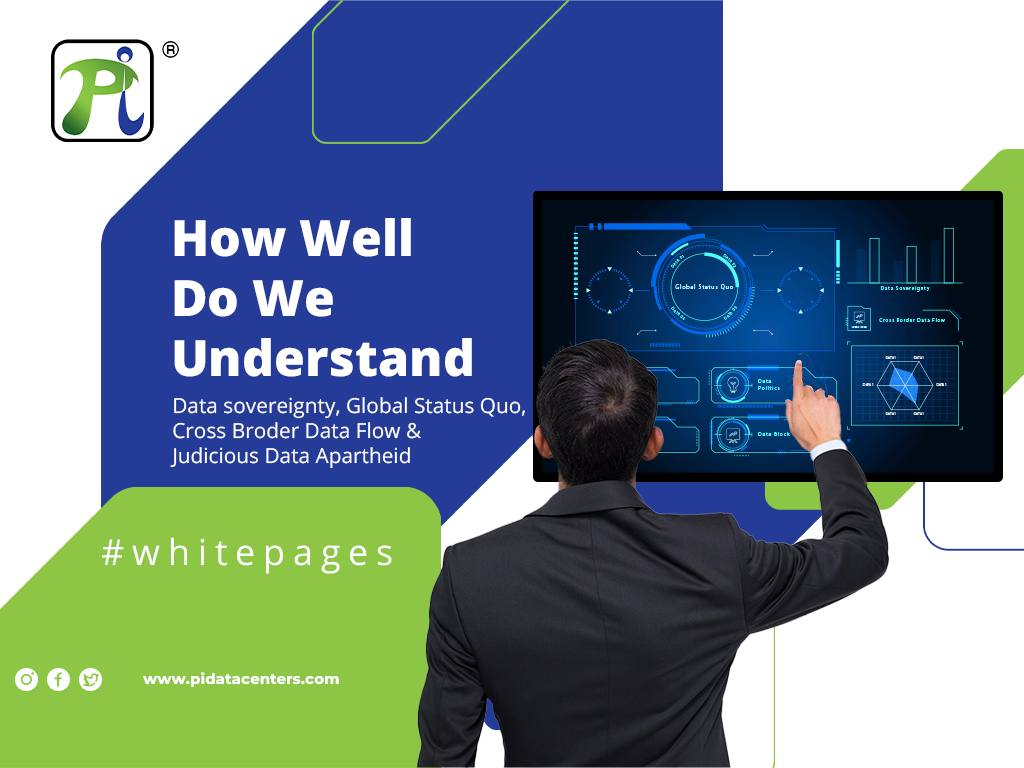 Pi ®
How Well
Do We
Understand
Data sovereignty, Global Status Quo,
Cross Broder Data Flow &
Judicious Data Apartheid
#whitepages
www.pidatacenters.com
Global Status Quo
Data Sovereignty
Cross Border Data Flow
Data
Politics
Data Block